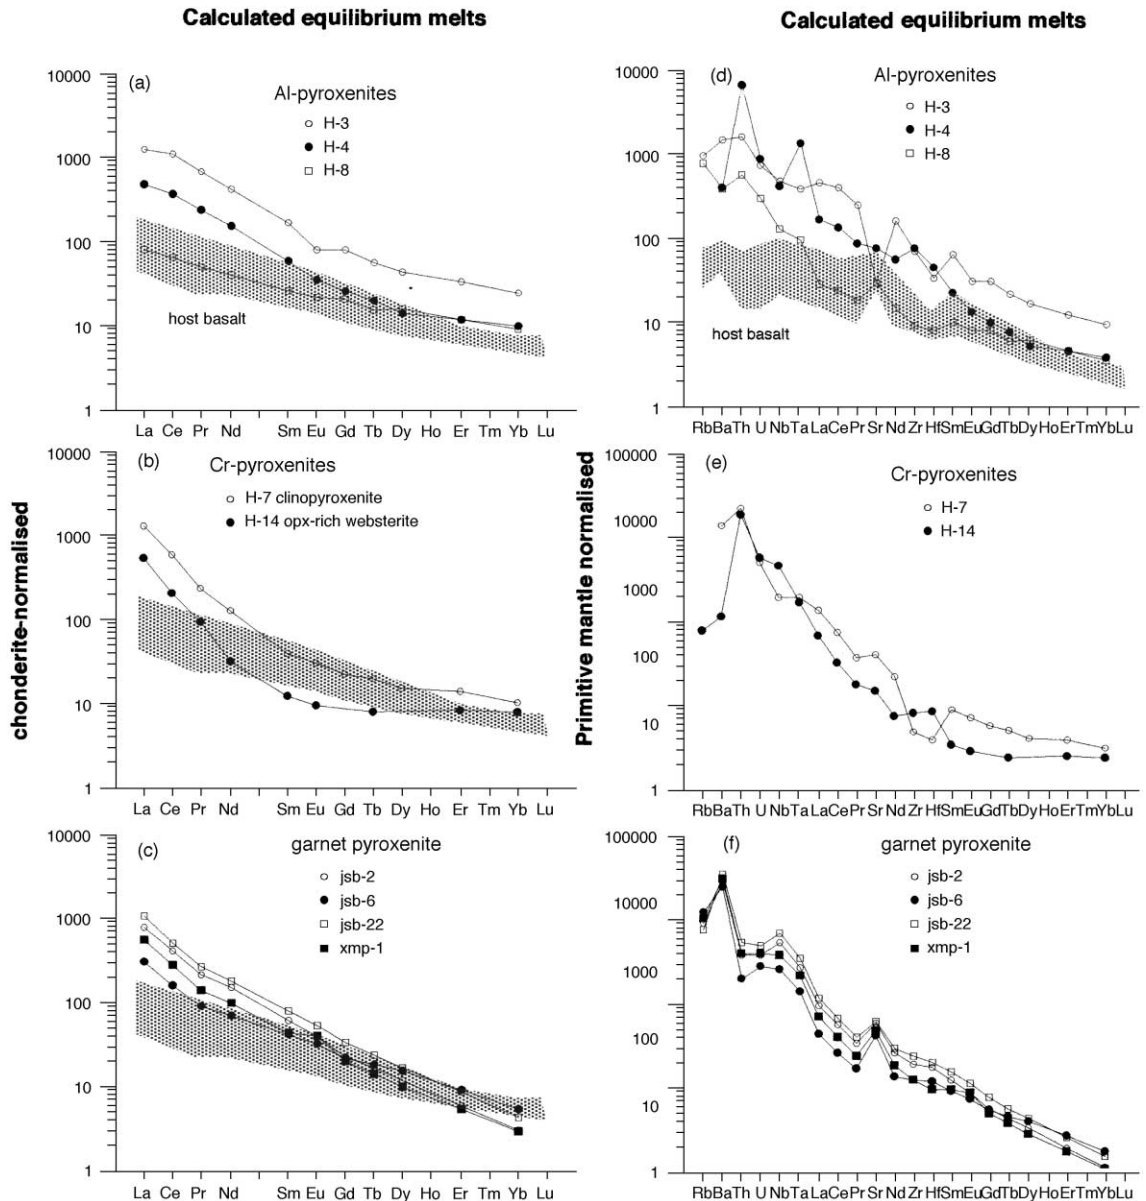 Calculated equilibrium melts
Calculated equilibrium melts
(a)
Al-pyroxenites
H-3
H-4
H-8
10000
1000
100
10
1
host basalt
La Ce Pr Nd Sm Eu Gd Tb Dy Ho Er Tm Yb Lu
(d)
Al-pyroxenites
H-3
H-4
H-8
10000
1000
100
10
1
host basalt
Rb Ba Th U Nb Ta La Ce Pr Sr Nd Zr Hf Sm Eu Gd Tb Dy Ho Er Tm Yb Lu
chonderite-normalised
(b)
Cr-pyroxenites
H-7 clinopyroxenite
H-14 opx-rich websterite
10000
1000
100
10
1
La Ce Pr Nd Sm Eu Gd Tb Dy Ho Er Tm Yb Lu
Primitive mantle normalised
(e)
Cr-pyroxenites
H-7
H-14
100000
10000
1000
100
10
1
Rb Ba Th U Nb Ta La Ce Pr Sr Nd Zr Hf Sm Eu Gd Tb Dy Ho Er Tm Yb Lu
(c)
garnet pyroxenite
jsb-2
jsb-6
jsb-22
xmp-1
10000
1000
100
10
1
La Ce Pr Nd Sm Eu Gd Tb Dy Ho Er Tm Yb Lu
(f)
garnet pyroxenite
jsb-2
jsb-6
jsb-22
xmp-1
100000
10000
1000
100
10
1
Rb Ba Th U Nb Ta La Ce Pr Sr Nd Zr Hf Sm Eu Gd Tb Dy Ho Er Tm Yb Lu